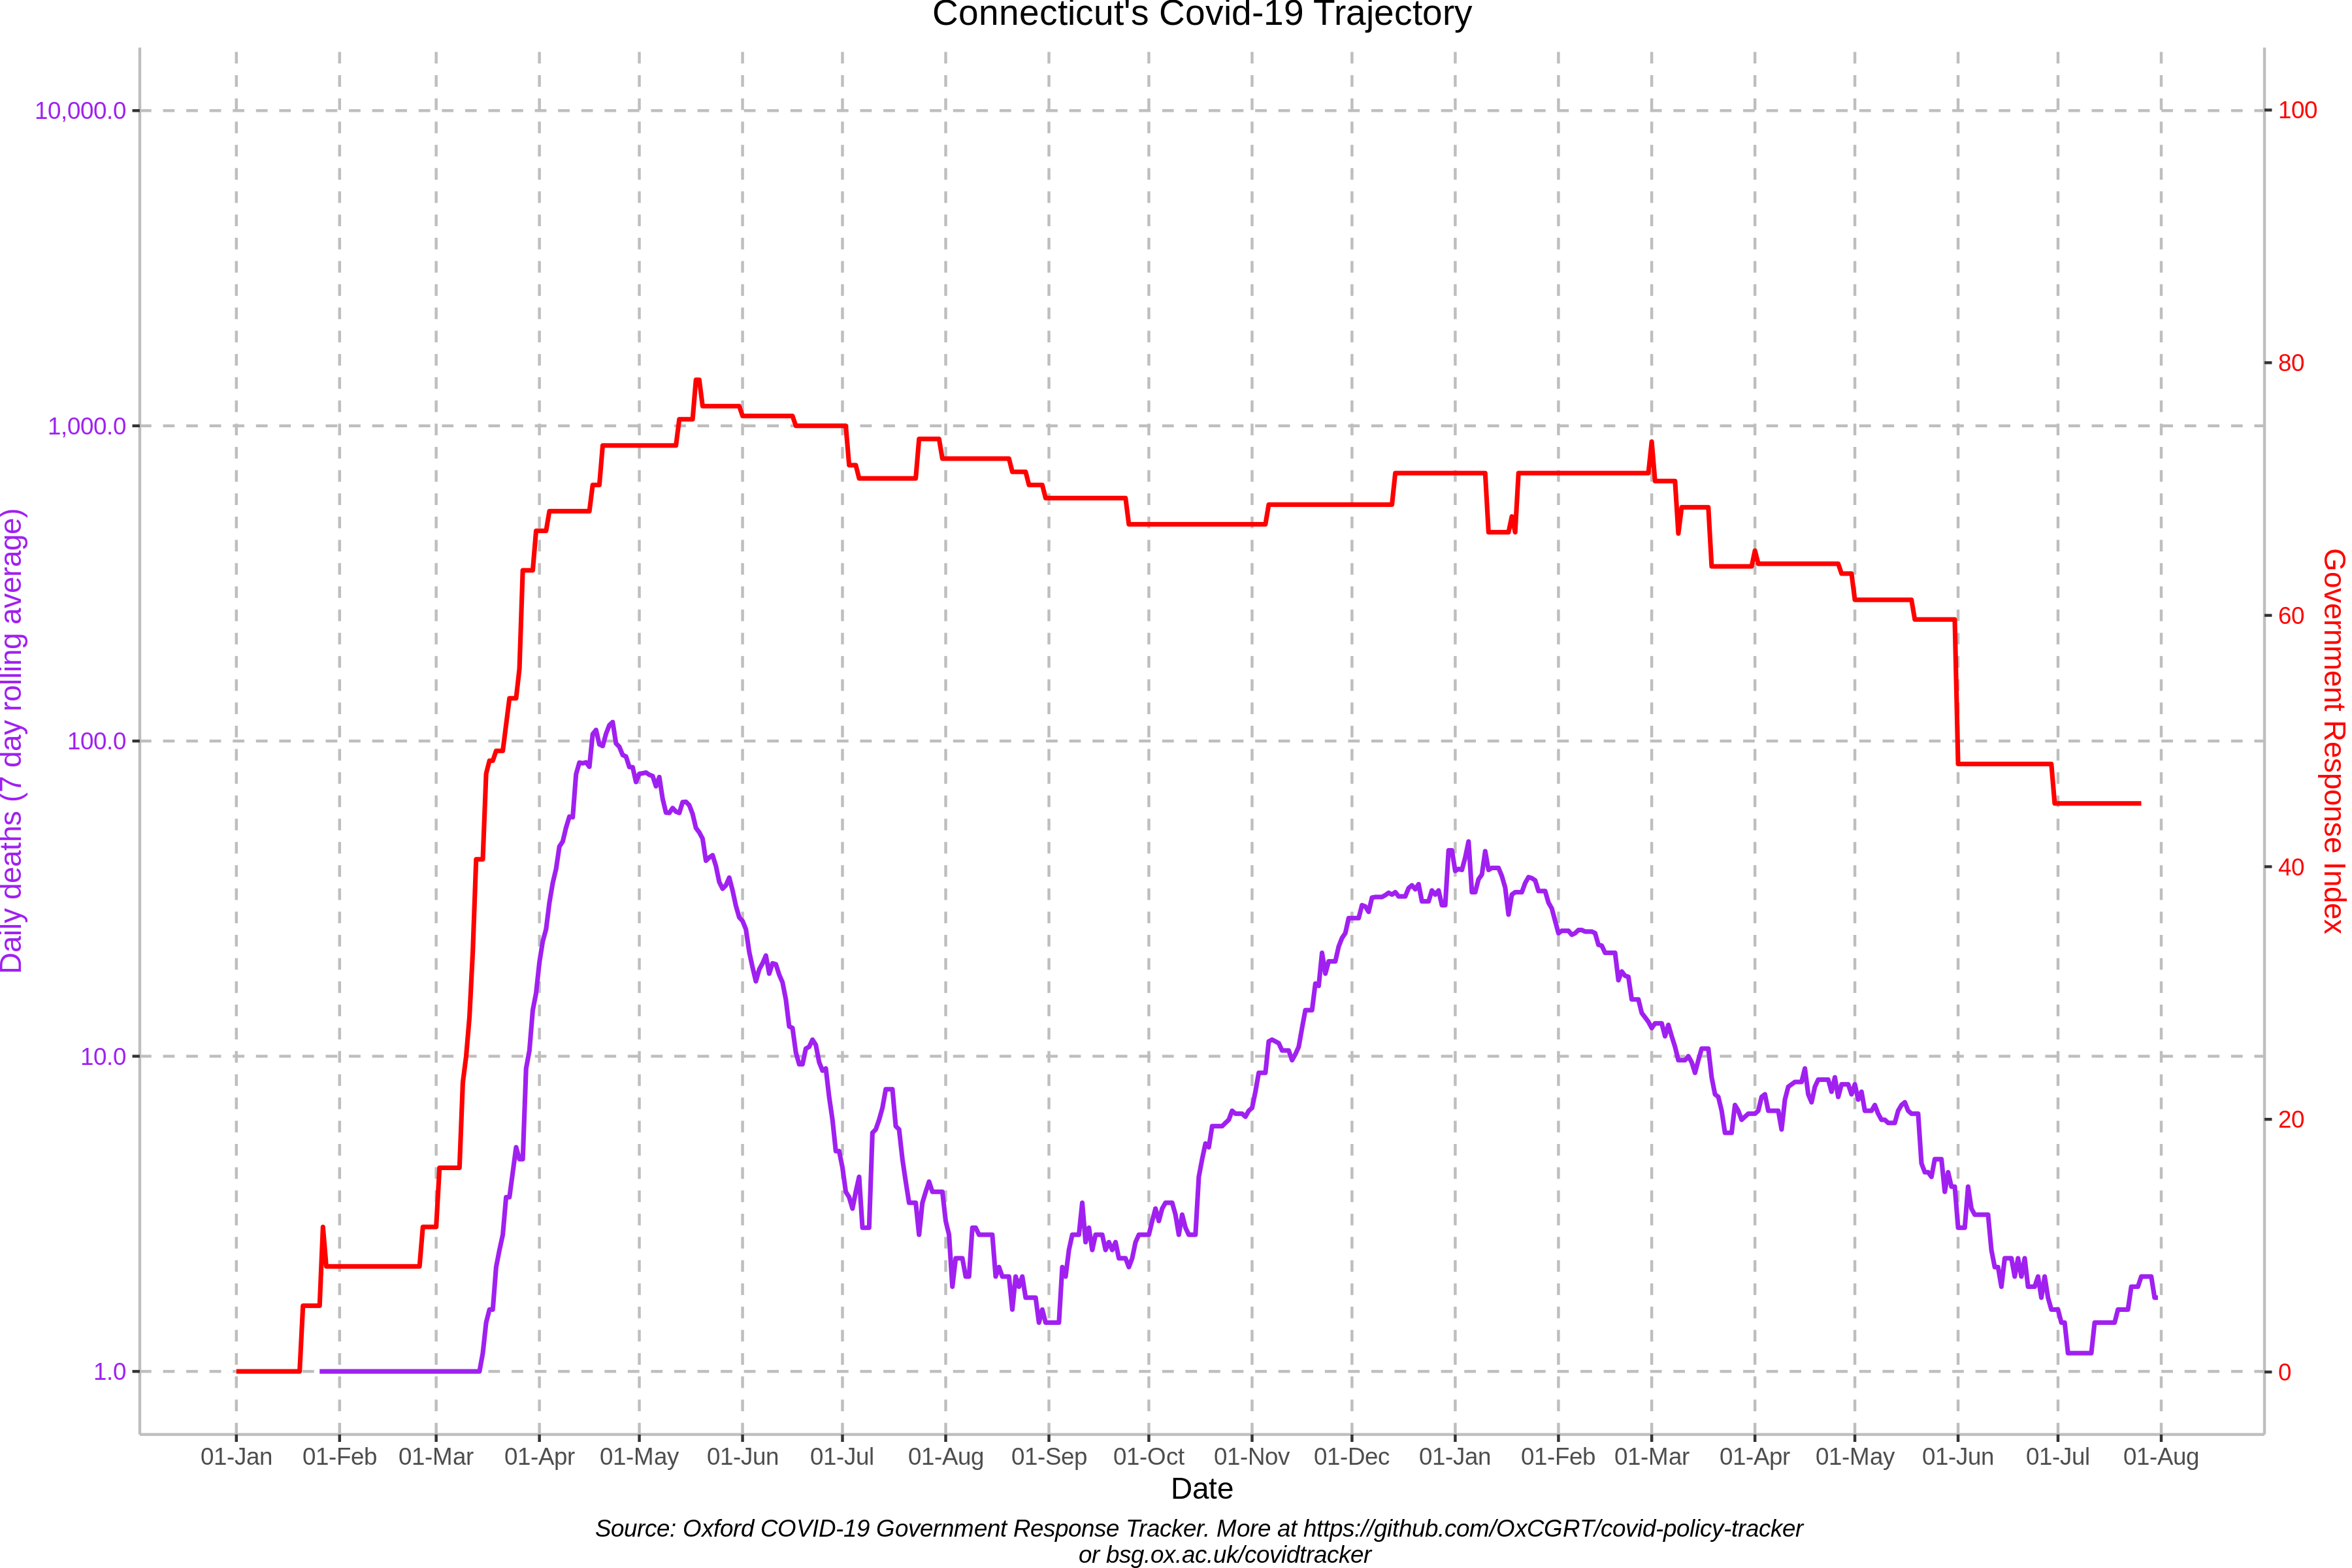 Connecticut's Covid-19 Trajectory
10,000.0
1,000.0
100.0
10.0
1.0
Daily deaths (7 day rolling average)
100
80
60
40
20
0
Government Response Index
01-Jan 01-Feb 01-Mar 01-Apr 01-May 01-Jun 01-Jul 01-Aug 01-Sep 01-Oct 01-Nov 01-Dec 01-Jan 01-Feb 01-Mar 01-Apr 01-May 01-Jun 01-Jul 01-Aug
Date
Source: Oxford COVID-19 Government Response Tracker. More at https://github.com/OxCGRT/covid-policy-tracker
or bsg.ox.ac.uk/covidtracker